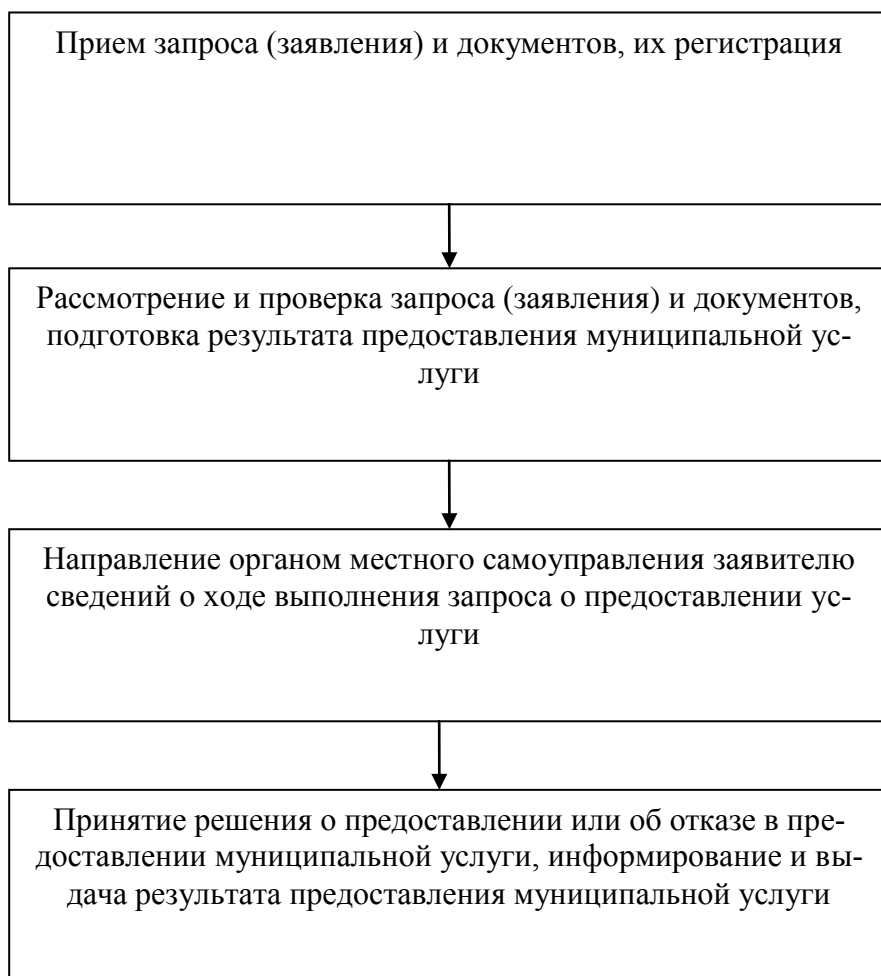 Прием запроса (заявления) и документов, их регистрация
Рассмотрение и проверка запроса (заявления) и документов,
подготовка результата предоставления муниципальной ус-
луги
Направление органом местного самоуправления заявителю
сведений о ходе выполнения запроса о предоставлении ус-
луги
Принятие решения о предоставлении или об отказе в пре-
доставлении муниципальной услуги, информирование и вы-
дача результата предоставления муниципальной услуги